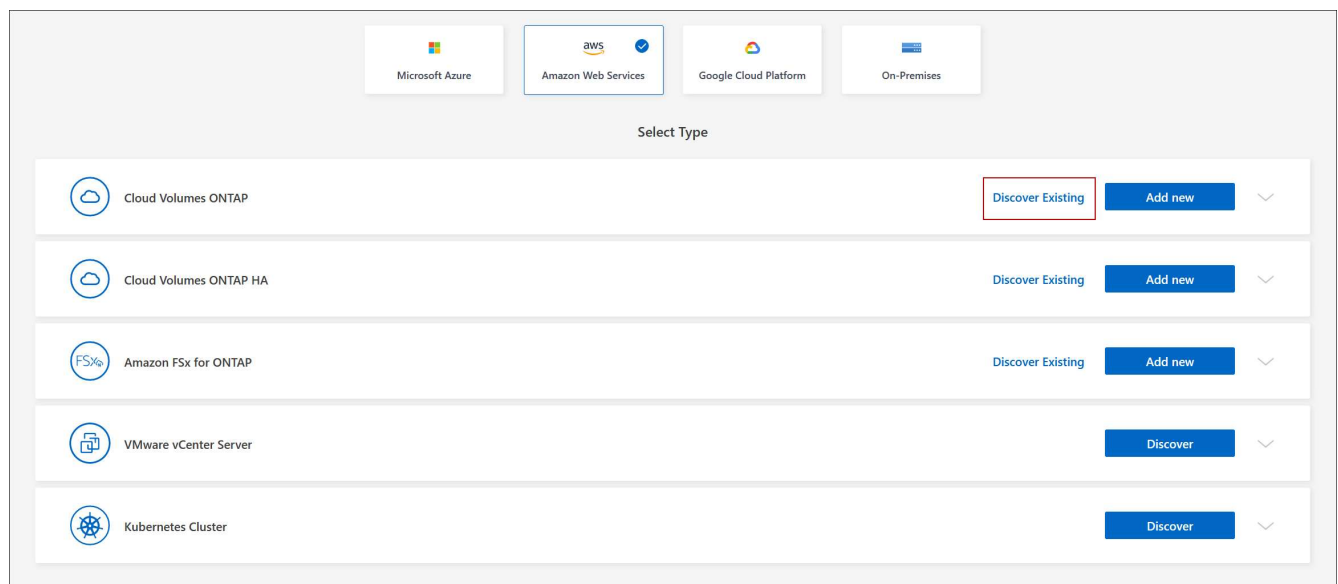 aws
Microsoft Azure
Amazon Web Services
Google Cloud Platform
On-Premises
Select Type
Cloud Volumes ONTAP
Discover Existing
Add new
Cloud Volumes ONTAP HA
Discover Existing
Add new
FSx
Amazon FSx for ONTAP
Discover Existing
Add new
VMware vCenter Server
Discover
Kubernetes Cluster
Discover